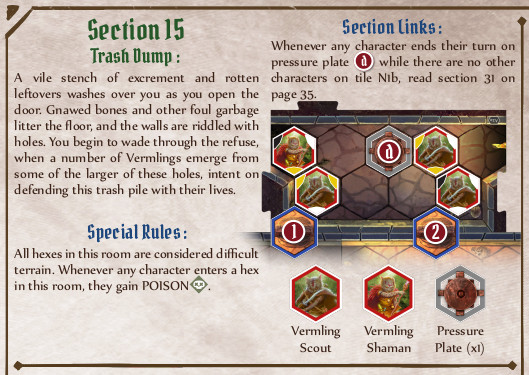 Section 15
Trash Dump:
A vile stench of excrement and rotten
leftovers washes over you as you open the
door. Gnawed bones and other foul garbage
litter the floor, and the walls are riddled with
holes. You begin to wade through the refuse,
when a number of Vermlings emerge from
some of the larger of these holes, intent on
defending this trash pile with their lives.
Special Rules:
All hexes in this room are considered difficult
terrain. Whenever any character enters a hex
in this room, they gain POISON.
Section Links:
Whenever any character ends their turn on
pressure plate d while there are no other
characters on tile N1b, read section 31 on
page 35.
d
1
2
Vermling
Scout
Vermling
Shaman
Pressure
Plate (x1)